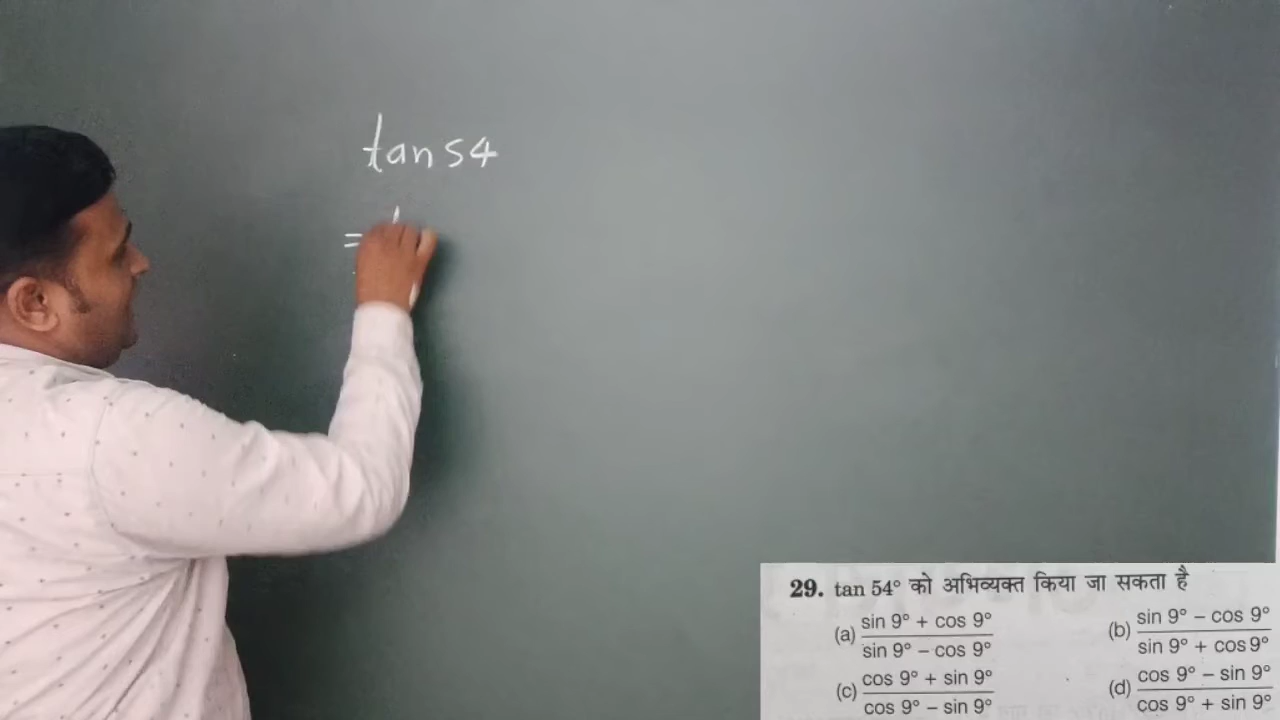 tan 54
=
29. tan 54° को अभिव्यक्त किया जा सकता है
(a) sin 9° + cos 9° / sin 9° − cos 9° (b) sin 9° − cos 9° / sin 9° + cos 9°
(c) cos 9° + sin 9° / cos 9° − sin 9° (d) cos 9° − sin 9° / cos 9° + sin 9°